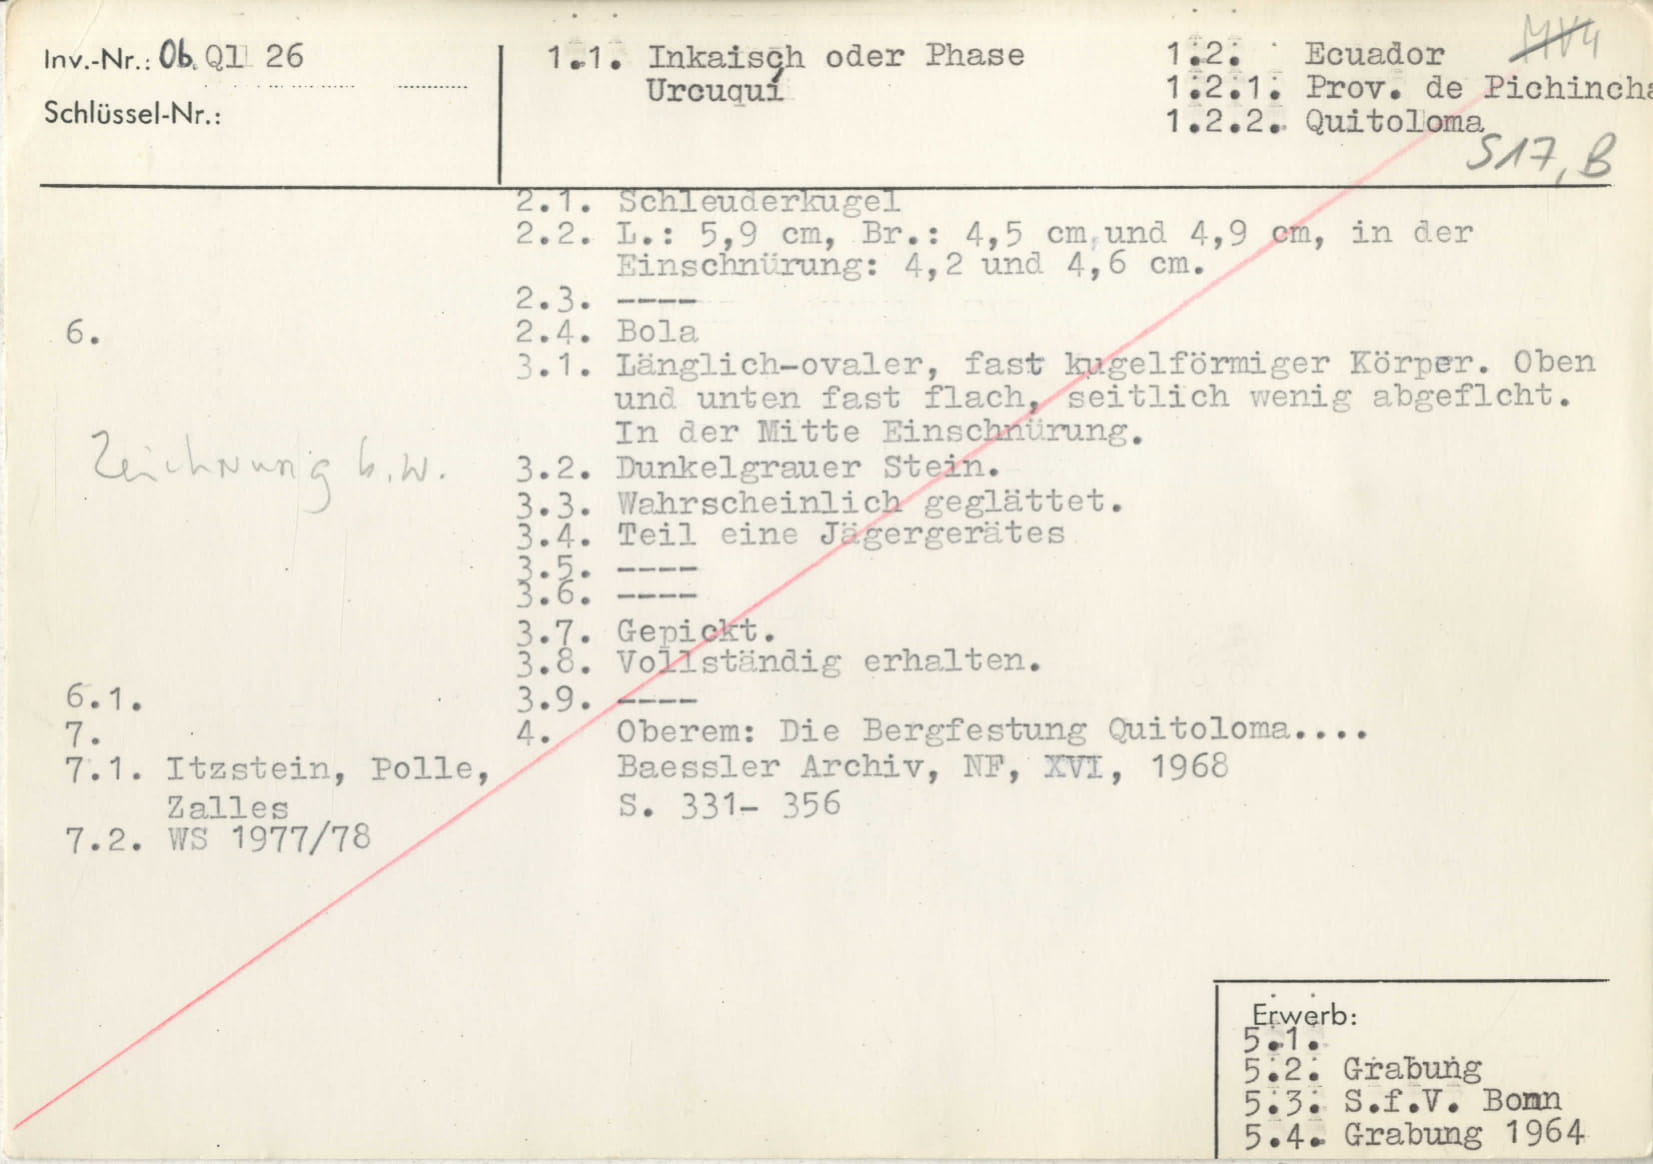 Inv.-Nr.: Ob. Ql 26
Schlüssel-Nr.:
1.1. Inkaisch oder Phase
Urcuquí
1.2. Ecuador
1.2.1. Prov. de Pichincha
1.2.2. Quitoloma
MV4
S17, B
2.1. Schleuderkugel
2.2. L.: 5,9 cm, Br.: 4,5 cm,und 4,9 cm, in der
Einschnürung: 4,2 und 4,6 cm.
2.3. ----
2.4. Bola
3.1. Länglich-ovaler, fast kugelförmiger Körper. Oben
und unten fast flach, seitlich wenig abgeflcht.
In der Mitte Einschnürung.
3.2. Dunkelgrauer Stein.
3.3. Wahrscheinlich geglättet.
3.4. Teil eine Jägergerätes
3.5. ----
3.6. ----
3.7. Gepickt.
3.8. Vollständig erhalten.
3.9. ----
4. Oberem: Die Bergfestung Quitoloma....
Baessler Archiv, NF, XVI, 1968
S. 331- 356
6.
Zeichnung b.w.
6.1.
7.
7.1. Itzstein, Polle,
Zalles
7.2. WS 1977/78
Erwerb:
5.1.
5.2. Grabung
5.3. S.f.V. Bonn
5.4. Grabung 1964